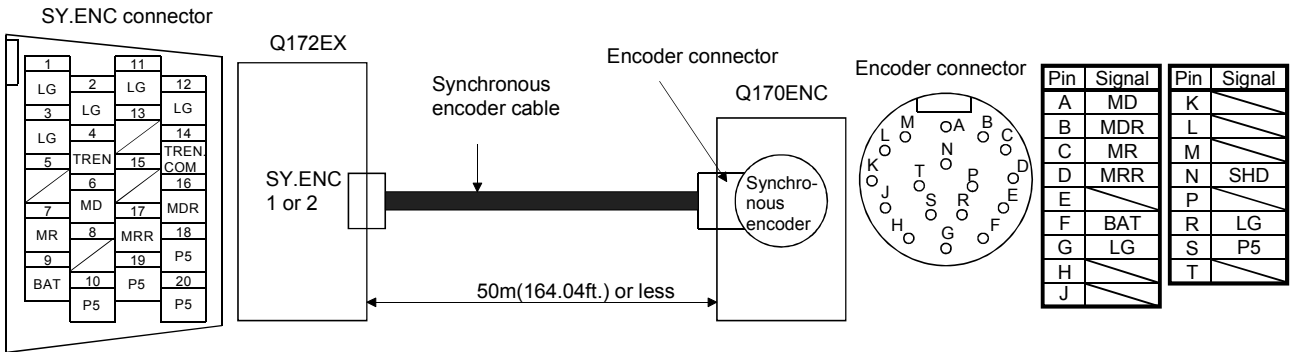 SY.ENC connector
1
LG
2
LG
3
LG
4
TREN
5
6
MD
7
MR
8
9
BAT
10
P5
11
LG
12
LG
13
14
TREN.
COM
15
16
MDR
17
MRR
18
P5
19
P5
20
P5
Q172EX
SY.ENC
1 or 2
Synchronous
encoder cable
Encoder connector
Q170ENC
Synchro-
nous
encoder
50m(164.04ft.) or less
Encoder connector
A
B
C
D
E
F
G
H
J
K
L
M
N
P
R
S
T
Pin Signal
A MD
B MDR
C MR
D MRR
E
F BAT
G LG
H
J
Pin Signal
K
L
M
N SHD
P
R LG
S P5
T